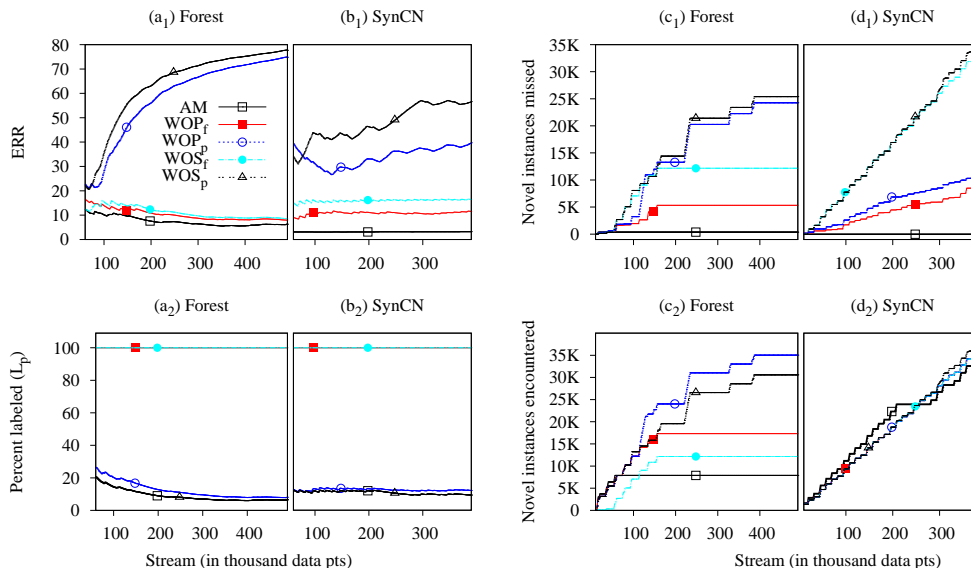 (a1) Forest
(b1) SynCN
(c1) Forest
(d1) SynCN
ERR
80
70
60
50
40
30
20
10
0
AM
WOPf
WOPp
WOSf
WOSp
100 200 300 400
100 200 300
Novel instances missed
35K
30K
25K
20K
15K
10K
5K
0
100 200 300 400
100 200 300
(a2) Forest
(b2) SynCN
(c2) Forest
(d2) SynCN
Percent labeled (Lp)
100
80
60
40
20
0
100 200 300 400
100 200 300
Stream (in thousand data pts)
Novel instances encountered
35K
30K
25K
20K
15K
10K
5K
0
100 200 300 400
100 200 300
Stream (in thousand data pts)